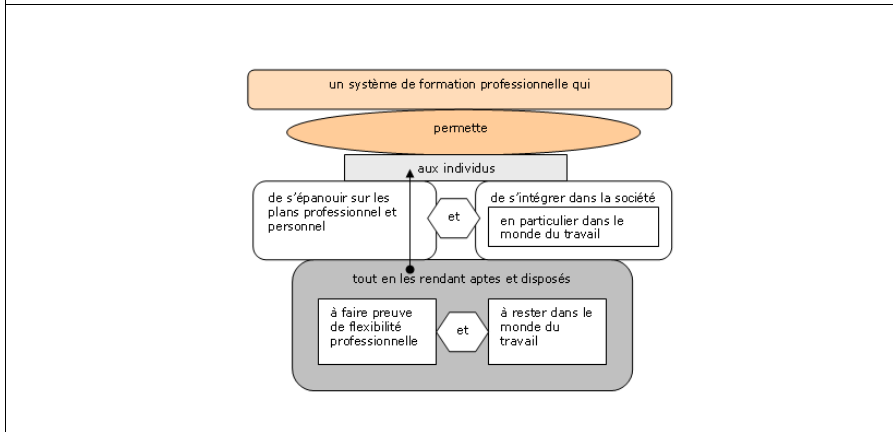 un système de formation professionnelle qui
permette
aux individus
de s'épanouir sur les
plans professionnel et
personnel
et
de s'intégrer dans la société
en particulier dans le
monde du travail
tout en les rendant aptes et disposés
à faire preuve
de flexibilité
professionnelle
et
à rester dans le
monde du
travail